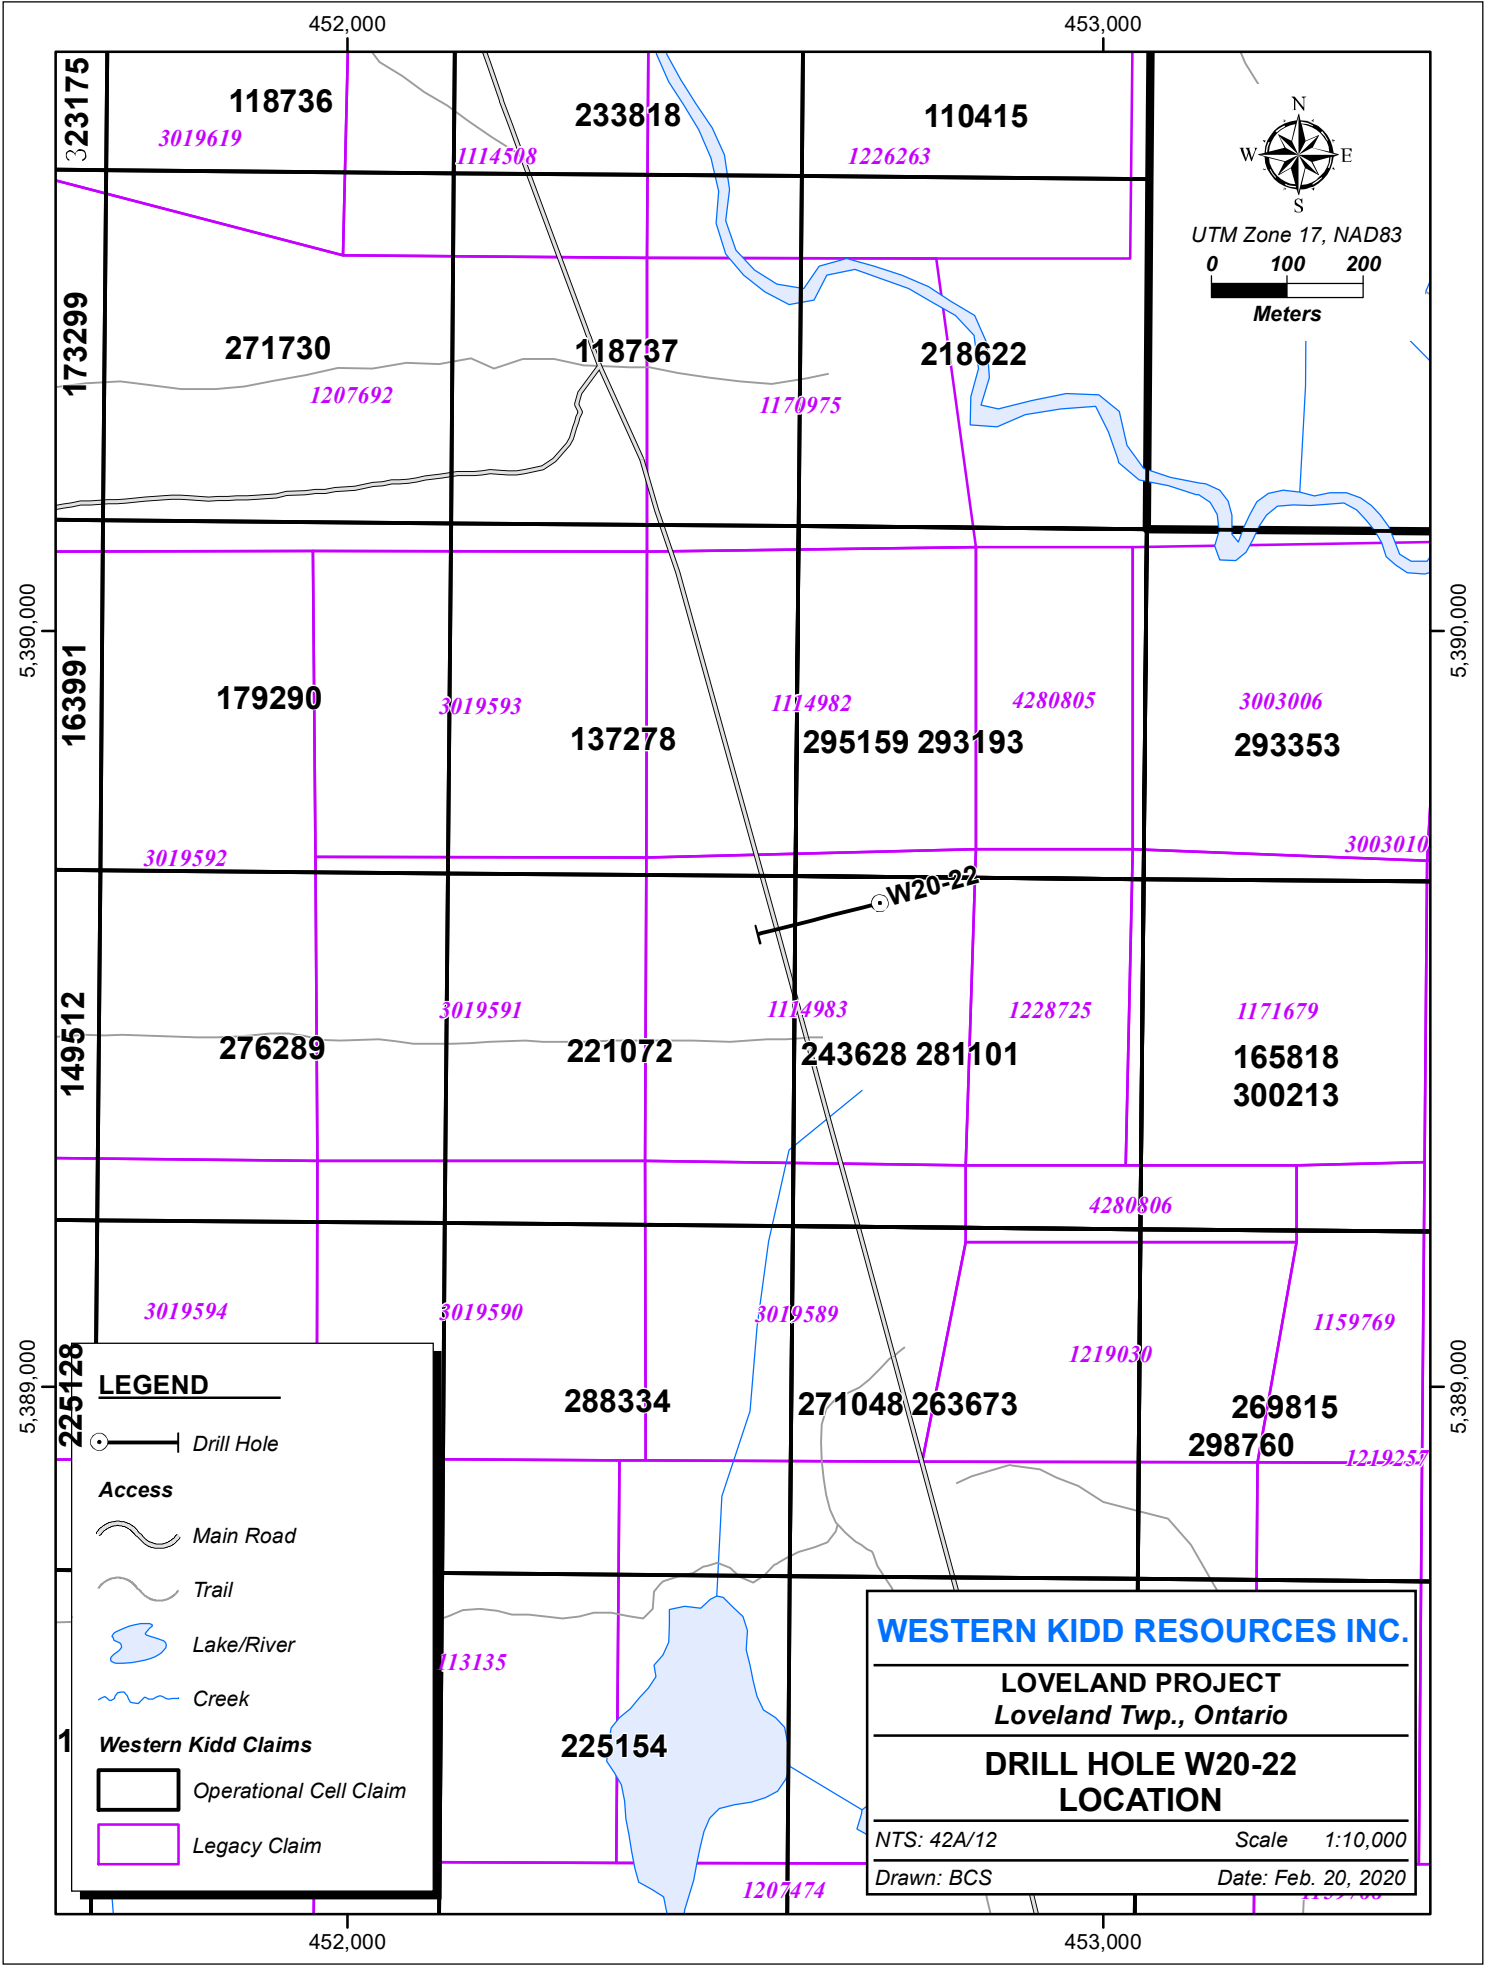 452,000 453,000
323175
118736
233818
110415
3019619
1114508
1226263
N
W E
S
UTM Zone 17, NAD83
0 100 200
Meters
173299
271730
118737
218622
1207692
1170975
5,390,000
5,390,000
163991
179290
3019593
1114982
4280805
3003006
137278
295159 293193
293353
3019592
3003010
W20-22
149512
3019591
1114983
1228725
1171679
276289
221072
243628 281101
165818
300213
4280806
3019594
3019590
3019589
1159769
1219030
5,389,000
5,389,000
225128
288334
271048 263673
269815
298760
1219257
LEGEND
Drill Hole
Access
Main Road
Trail
Lake/River
Creek
Western Kidd Claims
Operational Cell Claim
Legacy Claim
1
113135
225154
1207474
WESTERN KIDD RESOURCES INC.
LOVELAND PROJECT
Loveland Twp., Ontario
DRILL HOLE W20-22
LOCATION
NTS: 42A/12 Scale 1:10,000
Drawn: BCS Date: Feb. 20, 2020
452,000 453,000